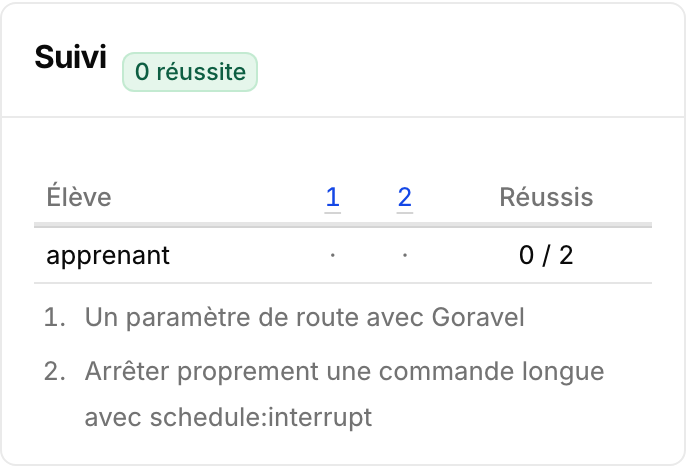 Suivi 0 réussite
Élève 1 2 Réussis
apprenant · · 0 / 2
1. Un paramètre de route avec Goravel
2. Arrêter proprement une commande longue
avec schedule:interrupt